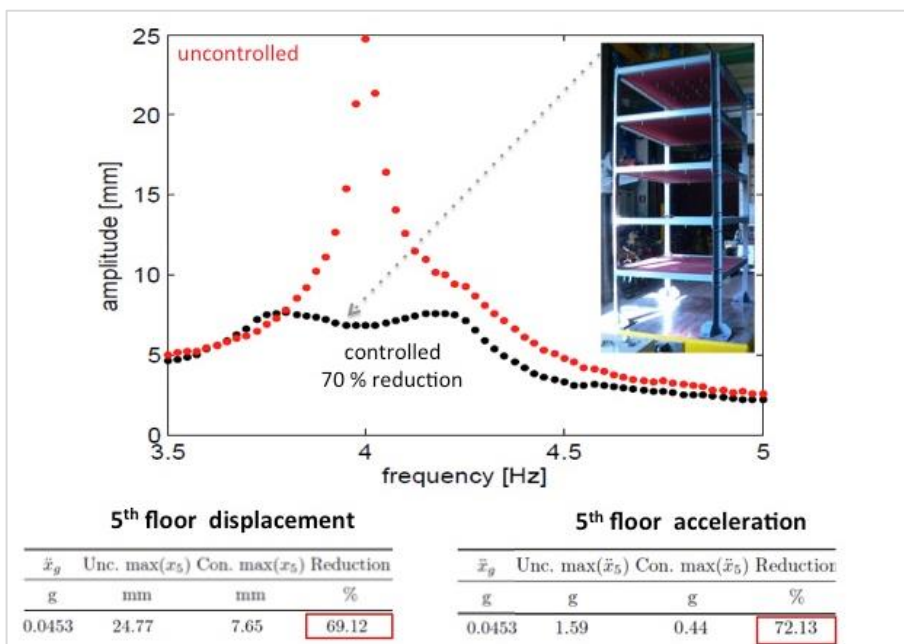 25
uncontrolled
20
15
10
5
0
amplitude [mm]
controlled
70 % reduction
3.5 4 4.5 5
frequency [Hz]
5th floor displacement
ẍg Unc. max(x5) Con. max(x5) Reduction
g mm mm %
0.0453 24.77 7.65 69.12
5th floor acceleration
ẍg Unc. max(ẍ5) Con. max(ẍ5) Reduction
g g g %
0.0453 1.59 0.44 72.13